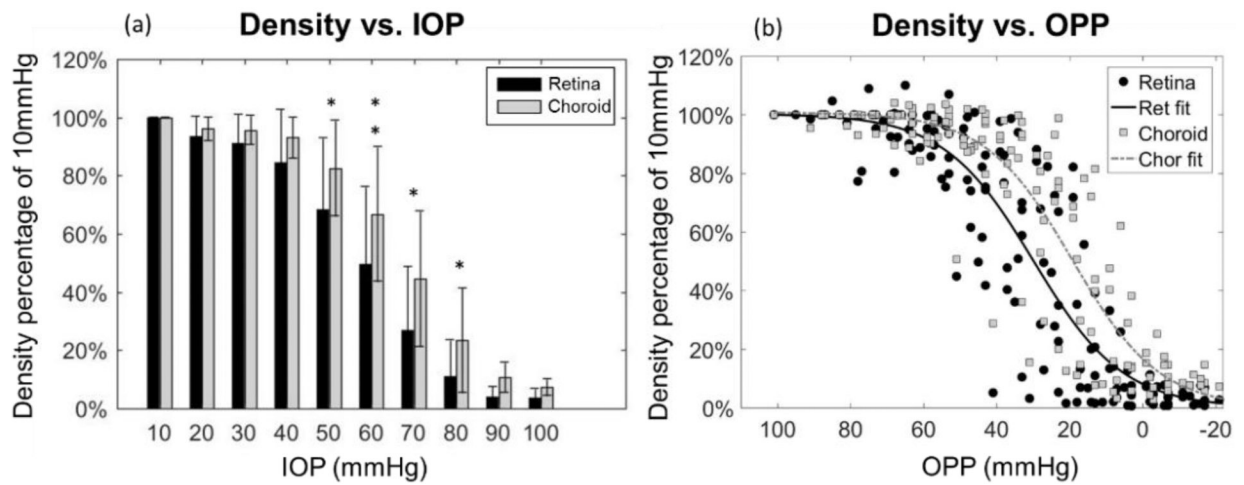 (a) Density vs. IOP
Density percentage of 10mmHg
120%
100%
80%
60%
40%
20%
0%
Retina
Choroid
*
*
*
*
*
10 20 30 40 50 60 70 80 90 100
IOP (mmHg)
(b) Density vs. OPP
Density percentage of 10mmHg
120%
100%
80%
60%
40%
20%
0%
Retina
Ret fit
Choroid
Chor fit
100 80 60 40 20 0 -20
OPP (mmHg)